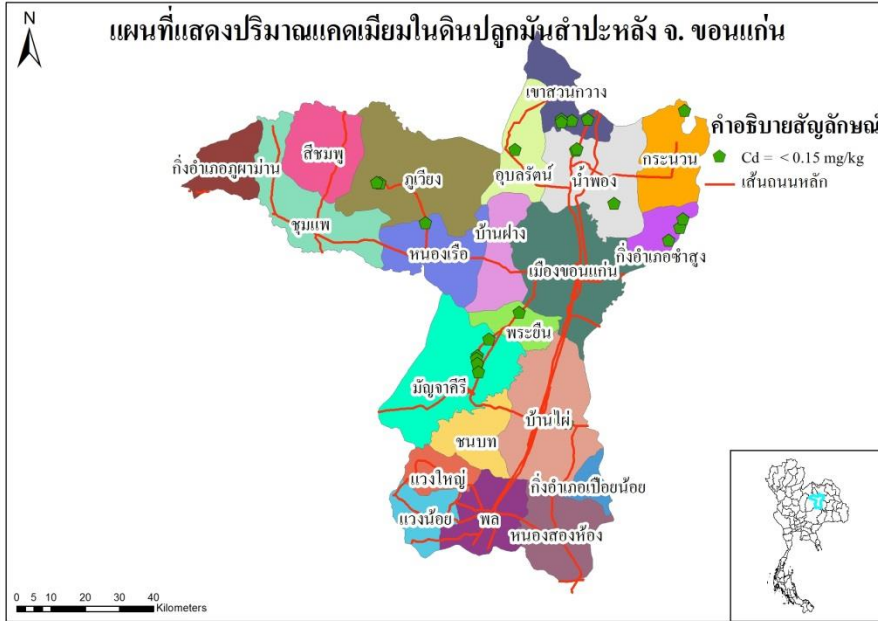 แผนที่แสดงปริมาณแคดเมียมในดินปลูกมันสำปะหลัง จ. ขอนแก่น
N
เขาสวนกวาง
คำอธิบายสัญลักษณ์
Cd = < 0.15 mg/kg
เส้นถนนหลัก
สีชมพู
กิ่งอำเภอภูผาม่าน
ภูเวียง
อุบลรัตน์
น้ำพอง
กระนวน
ชุมแพ
บ้านฝาง
หนองเรือ
เมืองขอนแก่น
กิ่งอำเภอซำสูง
พระยืน
มัญจาคีรี
บ้านไผ่
ชนบท
แวงใหญ่
กิ่งอำเภอเปือยน้อย
แวงน้อย
พล
หนองสองห้อง
0 5 10 20 30 40
Kilometers